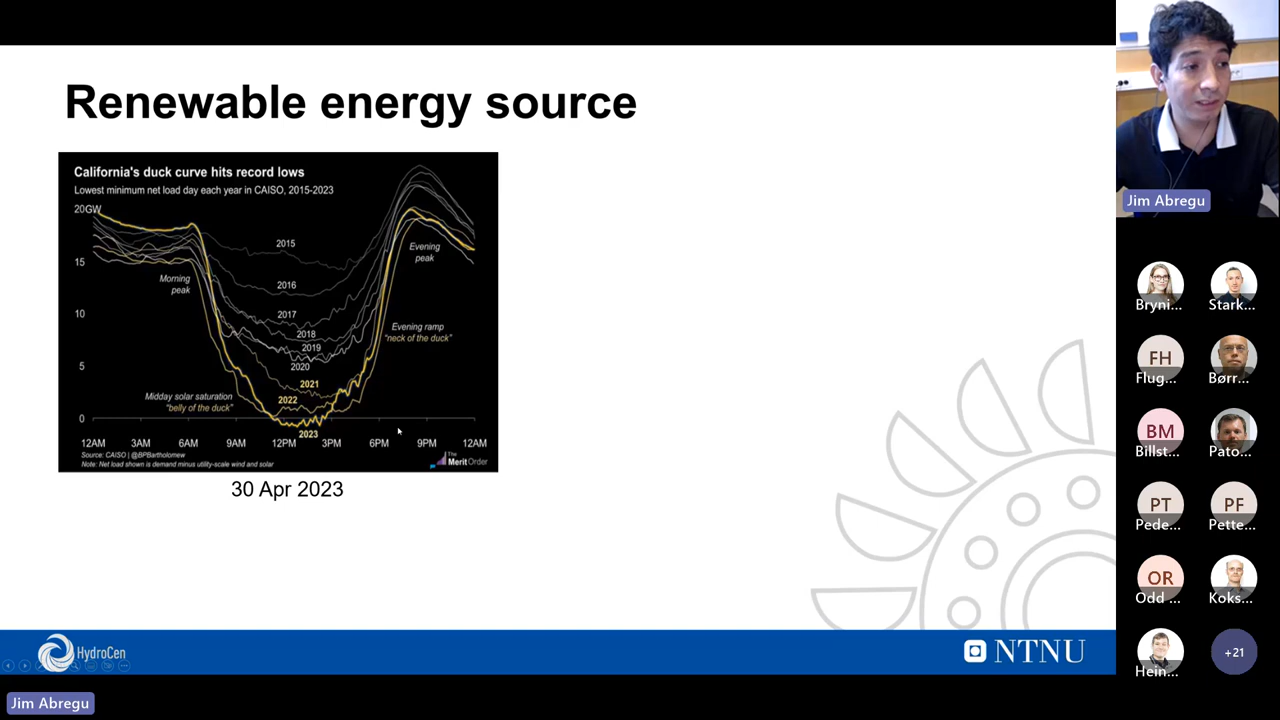 Renewable energy source
California's duck curve hits record lows
Lowest minimum net load day each year in CAISO, 2015-2023
20GW
15
10
5
0
2015
2016
2017
2018
2019
2020
2021
2022
2023
Morning
peak
Evening
peak
Evening ramp
"neck of the duck"
Midday solar saturation
"belly of the duck"
12AM 3AM 6AM 9AM 12PM 3PM 6PM 9PM 12AM
Source: CAISO | @BPBartholomew
Note: Net load shown is demand minus utility-scale wind and solar
The
Merit Order
30 Apr 2023
HydroCen
NTNU
Jim Abregu
Jim Abregu
Bryni...
Stark...
FH
Flug...
Børr...
BM
Billst...
Pato...
PT
Pede...
PF
Pette...
OR
Odd ...
Koks...
Hein...
+21